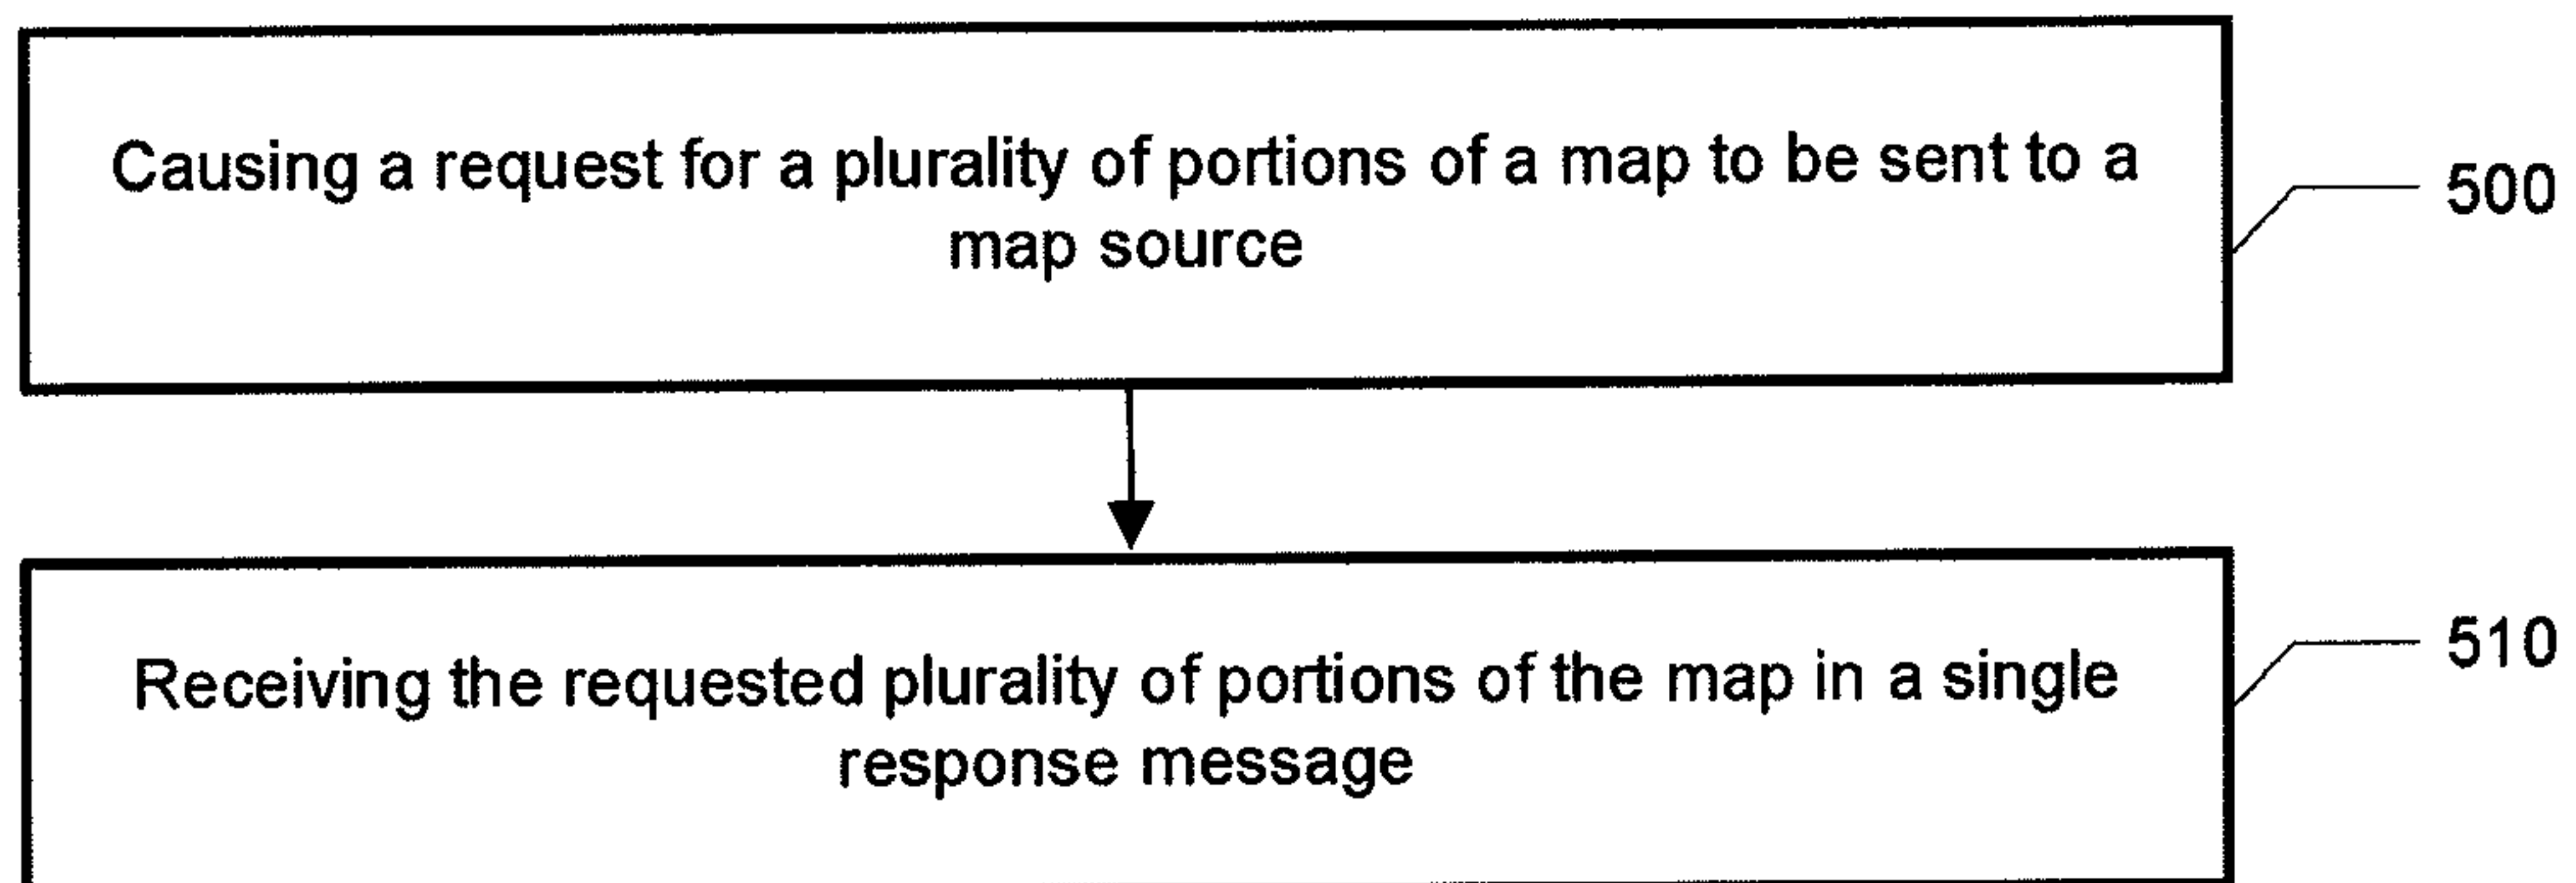 Causing a request for a plurality of portions of a map to be sent to a
map source
500
Receiving the requested plurality of portions of the map in a single
response message
510